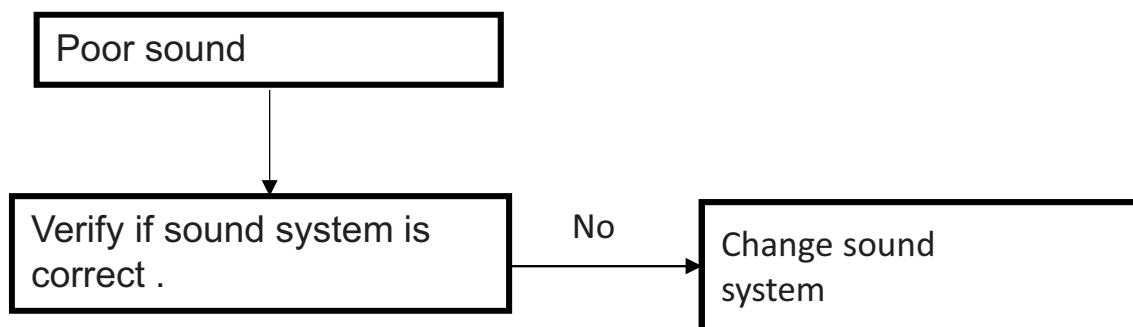 Poor sound
Verify if sound system is
correct .
No
Change sound
system